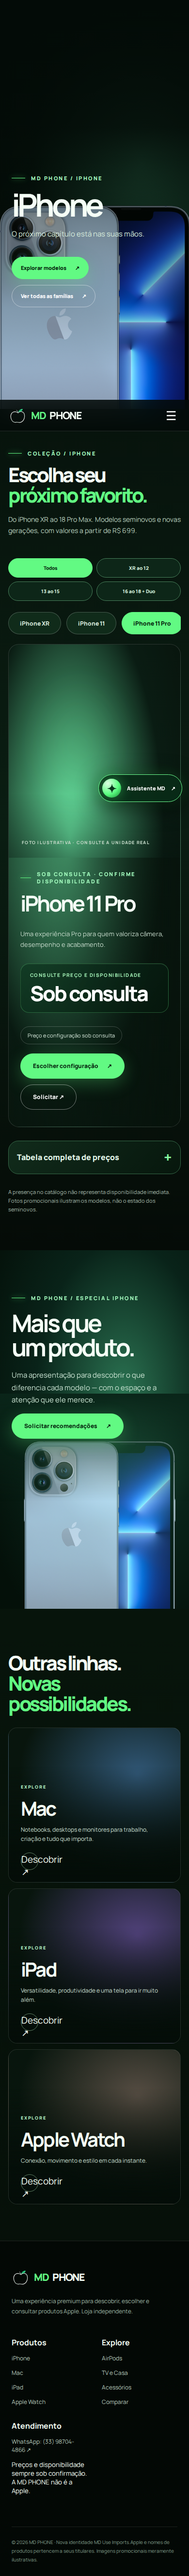 MD PHONE / IPHONE
iPhone
O próximo capítulo está nas suas mãos.
Explorar modelos ↗
Ver todas as famílias ↗
MD PHONE
COLEÇÃO / IPHONE
Escolha seu
próximo favorito.
Do iPhone XR ao 18 Pro Max. Modelos seminovos e novas
gerações, com valores a partir de R$ 699.
Todos
XR ao 12
13 ao 15
16 ao 18 + Duo
iPhone XR
iPhone 11
iPhone 11 Pro
Assistente MD ↗
FOTO ILUSTRATIVA · CONSULTE A UNIDADE REAL
SOB CONSULTA · CONFIRME
DISPONIBILIDADE
iPhone 11 Pro
Uma experiência Pro para quem valoriza câmera,
desempenho e acabamento.
CONSULTE PREÇO E DISPONIBILIDADE
Sob consulta
Preço e configuração sob consulta
Escolher configuração ↗
Solicitar ↗
Tabela completa de preços +
A presença no catálogo não representa disponibilidade imediata.
Fotos promocionais ilustram os modelos, não o estado dos
seminovos.
MD PHONE / ESPECIAL IPHONE
Mais que
um produto.
Uma apresentação para descobrir o que
diferencia cada modelo — com o espaço e a
atenção que ele merece.
Solicitar recomendações ↗
Outras linhas.
Novas
possibilidades.
EXPLORE
Mac
Notebooks, desktops e monitores para trabalho,
criação e tudo que importa.
Descobrir
↗
EXPLORE
iPad
Versatilidade, produtividade e uma tela para ir muito
além.
Descobrir
↗
EXPLORE
Apple Watch
Conexão, movimento e estilo em cada instante.
Descobrir
↗
MD PHONE
Uma experiência premium para descobrir, escolher e
consultar produtos Apple. Loja independente.
Produtos
iPhone
Mac
iPad
Apple Watch
Explore
AirPods
TV e Casa
Acessórios
Comparar
Atendimento
WhatsApp: (33) 98704-
4866 ↗
Preços e disponibilidade
sempre sob confirmação.
A MD PHONE não é a
Apple.
© 2026 MD PHONE · Nova identidade MD Use Imports. Apple e nomes de
produtos pertencem a seus titulares. Imagens promocionais meramente
ilustrativas.